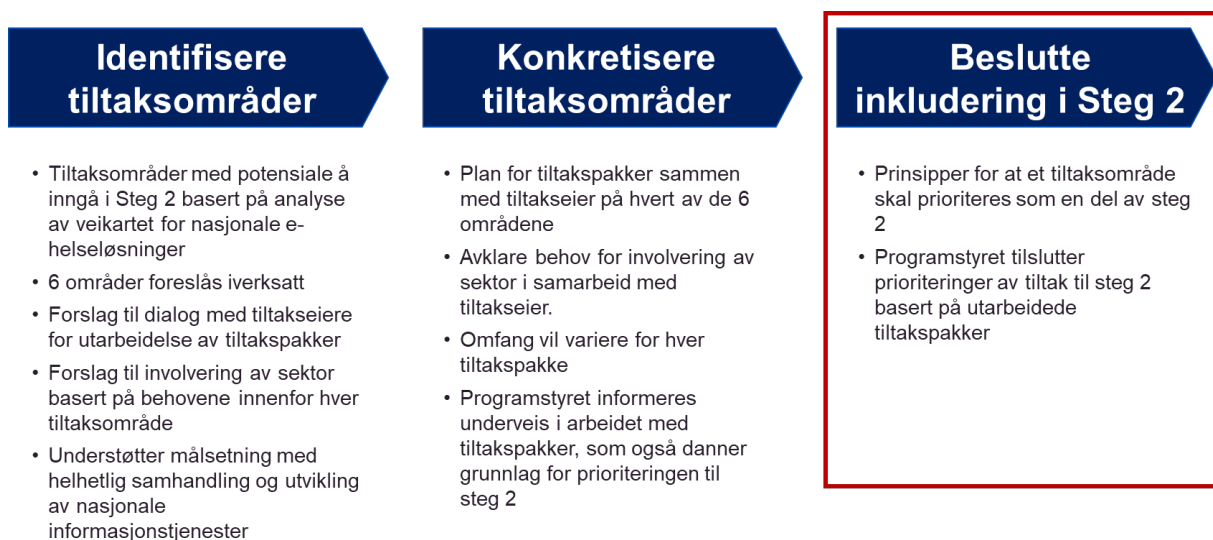 Identifisere
tiltaksområder
• Tiltaksområder med potensiale å
inngå i Steg 2 basert på analyse
av veikartet for nasjonale e-
helseløsninger
• 6 områder foreslås iverksatt
• Forslag til dialog med tiltakseiere
for utarbeidelse av tiltakspakker
• Forslag til involvering av sektor
basert på behovene innenfor hver
tiltaksområde
• Understøtter målsetning med
helhetlig samhandling og utvikling
av nasjonale
informasjonstjenester
Konkretisere
tiltaksområder
• Plan for tiltakspakker sammen
med tiltakseier på hvert av de 6
områdene
• Avklare behov for involvering av
sektor i samarbeid med
tiltakseier.
• Omfang vil variere for hver
tiltakspakke
• Programstyret informeres
underveis i arbeidet med
tiltakspakker, som også danner
grunnlag for prioriteringen til
steg 2
Beslutte
inkludering i Steg 2
• Prinsipper for at et tiltaksområde
skal prioriteres som en del av steg
2
• Programstyret tilslutter
prioriteringer av tiltak til steg 2
basert på utarbeidede
tiltakspakker